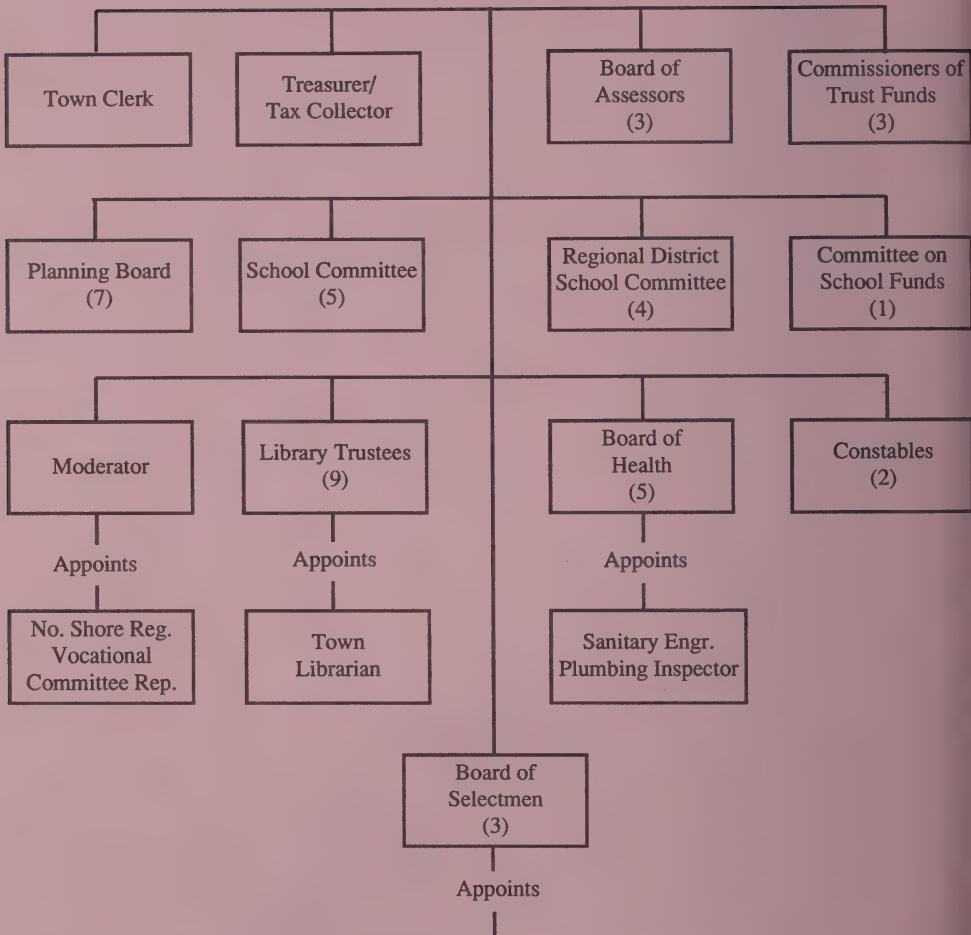 Town Clerk
Treasurer/
Tax Collector
Board of
Assessors
(3)
Commissioners of
Trust Funds
(3)
Planning Board
(7)
School Committee
(5)
Regional District
School Committee
(4)
Committee on
School Funds
(1)
Moderator
Library Trustees
(9)
Board of
Health
(5)
Constables
(2)
Appoints
Appoints
Appoints
No. Shore Reg.
Vocational
Committee Rep.
Town
Librarian
Sanitary Engr.
Plumbing Inspector
Board of
Selectmen
(3)
Appoints